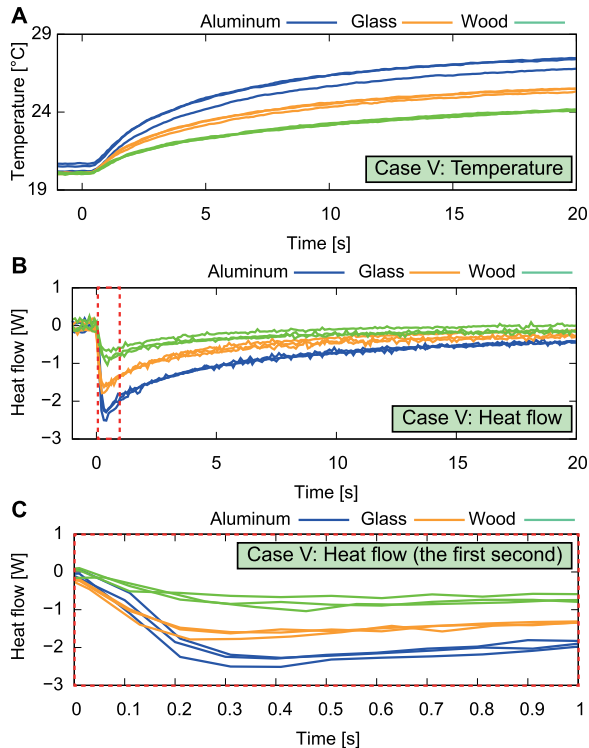 A
Aluminum Glass Wood
29
24
19
Temperature [°C]
Case V: Temperature
0 5 10 15 20
Time [s]
B
Aluminum Glass Wood
1
0
−1
−2
−3
Heat flow [W]
Case V: Heat flow
0 5 10 15 20
Time [s]
C
Aluminum Glass Wood
1
0
−1
−2
−3
Heat flow [W]
Case V: Heat flow (the first second)
0 0.1 0.2 0.3 0.4 0.5 0.6 0.7 0.8 0.9 1
Time [s]